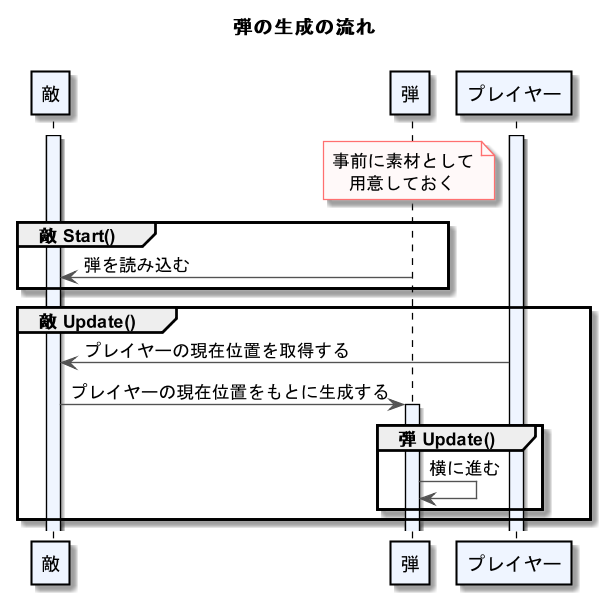 弾の生成の流れ
敵
弾
プレイヤー
事前に素材として
用意しておく
敵 Start()
弾を読み込む
敵 Update()
プレイヤーの現在位置を取得する
プレイヤーの現在位置をもとに生成する
弾 Update()
横に進む
敵
弾
プレイヤー